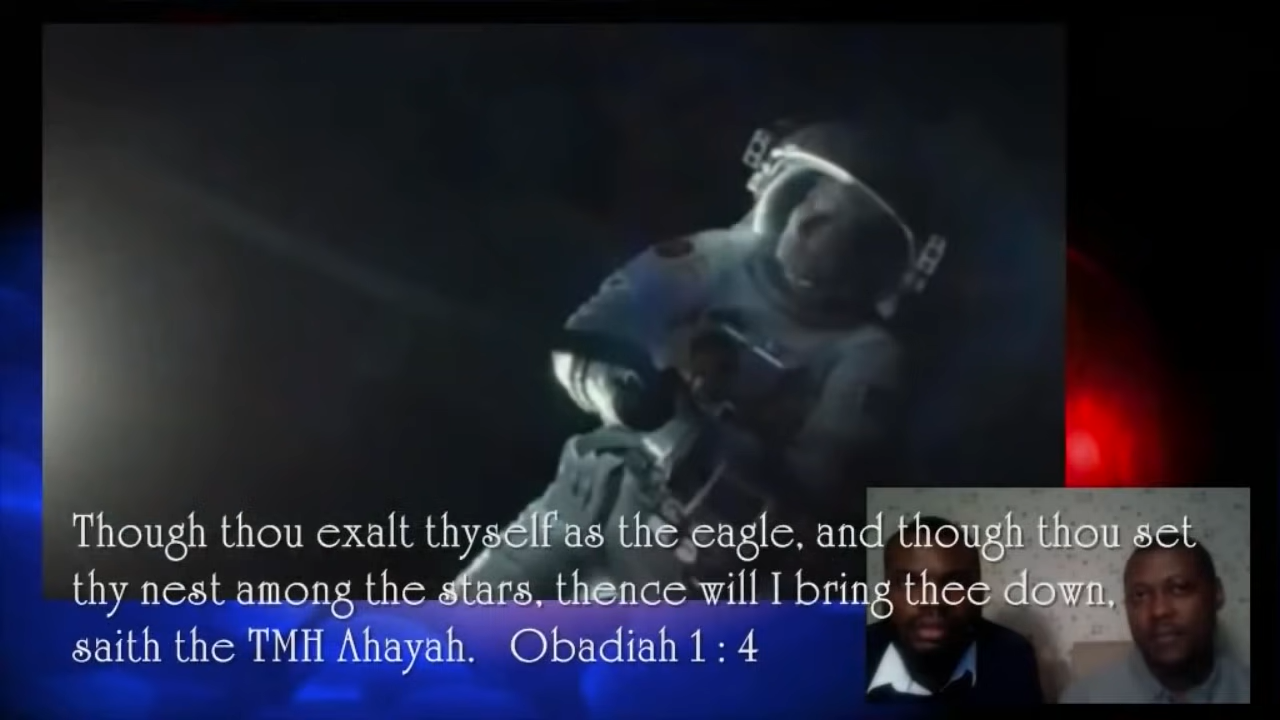 Though thou exalt thyself as the eagle, and though thou set
thy nest among the stars, thence will I bring thee down,
saith the TMH Ahayah. Obadiah 1 : 4